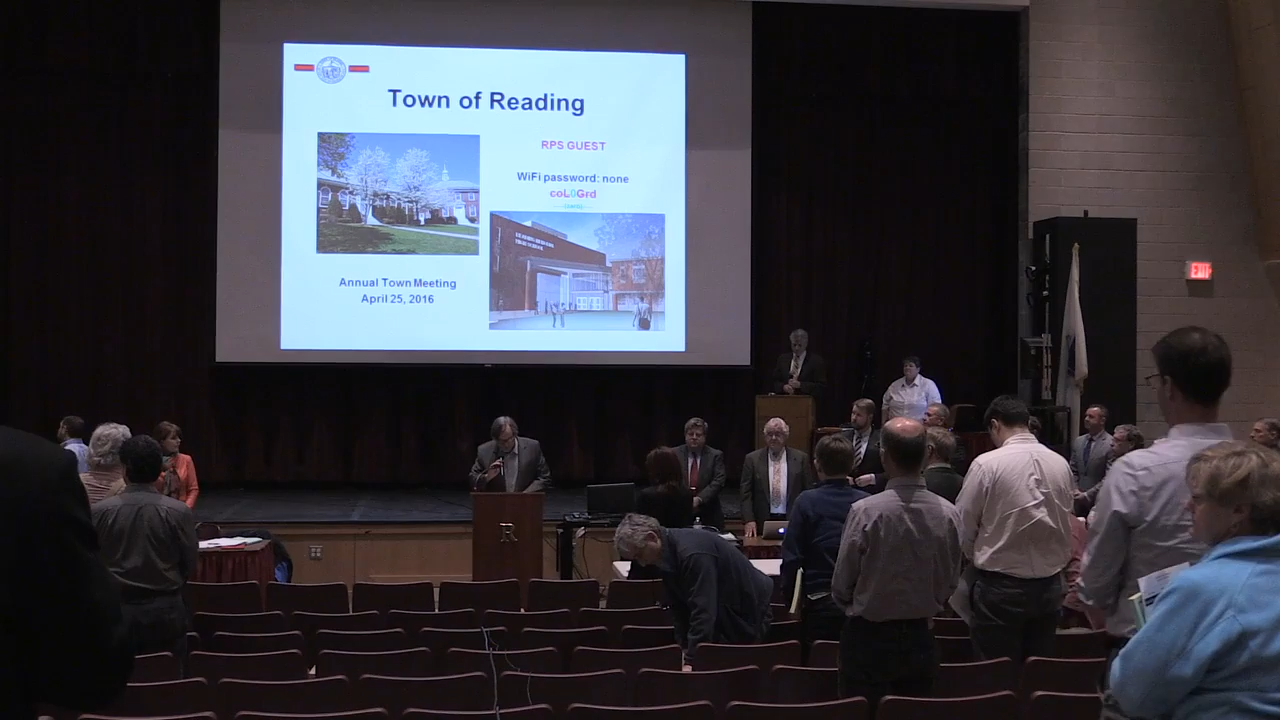 Town of Reading
RPS GUEST
WiFi password: none
coL0Grd
Annual Town Meeting
April 25, 2016
R
EXIT